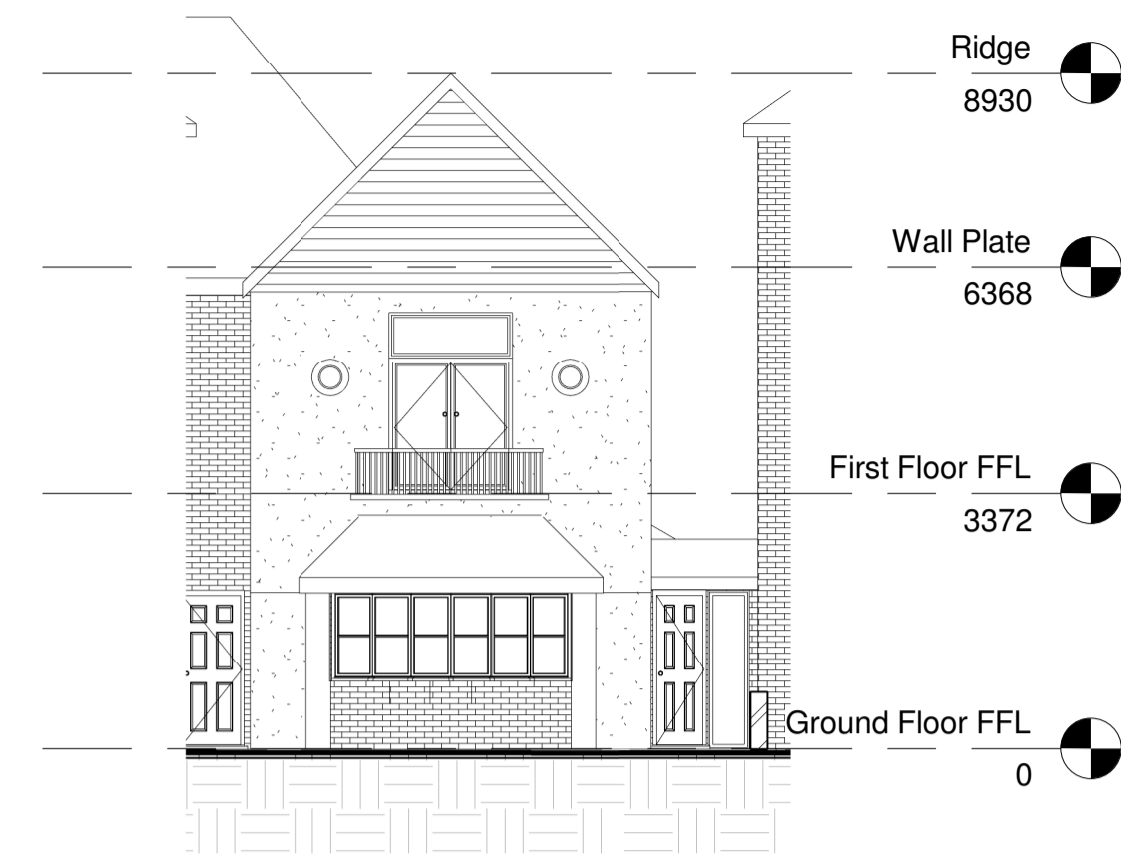 Ridge
8930
Wall Plate
6368
First Floor FFL
3372
Ground Floor FFL
0